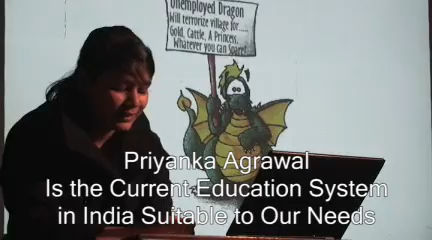 Unemployed Dragon
Will terrorize village for.....
Gold, Cattle, A Princess,
Whatever you can Spare!
Priyanka Agrawal
Is the Current Education System
in India Suitable to Our Needs